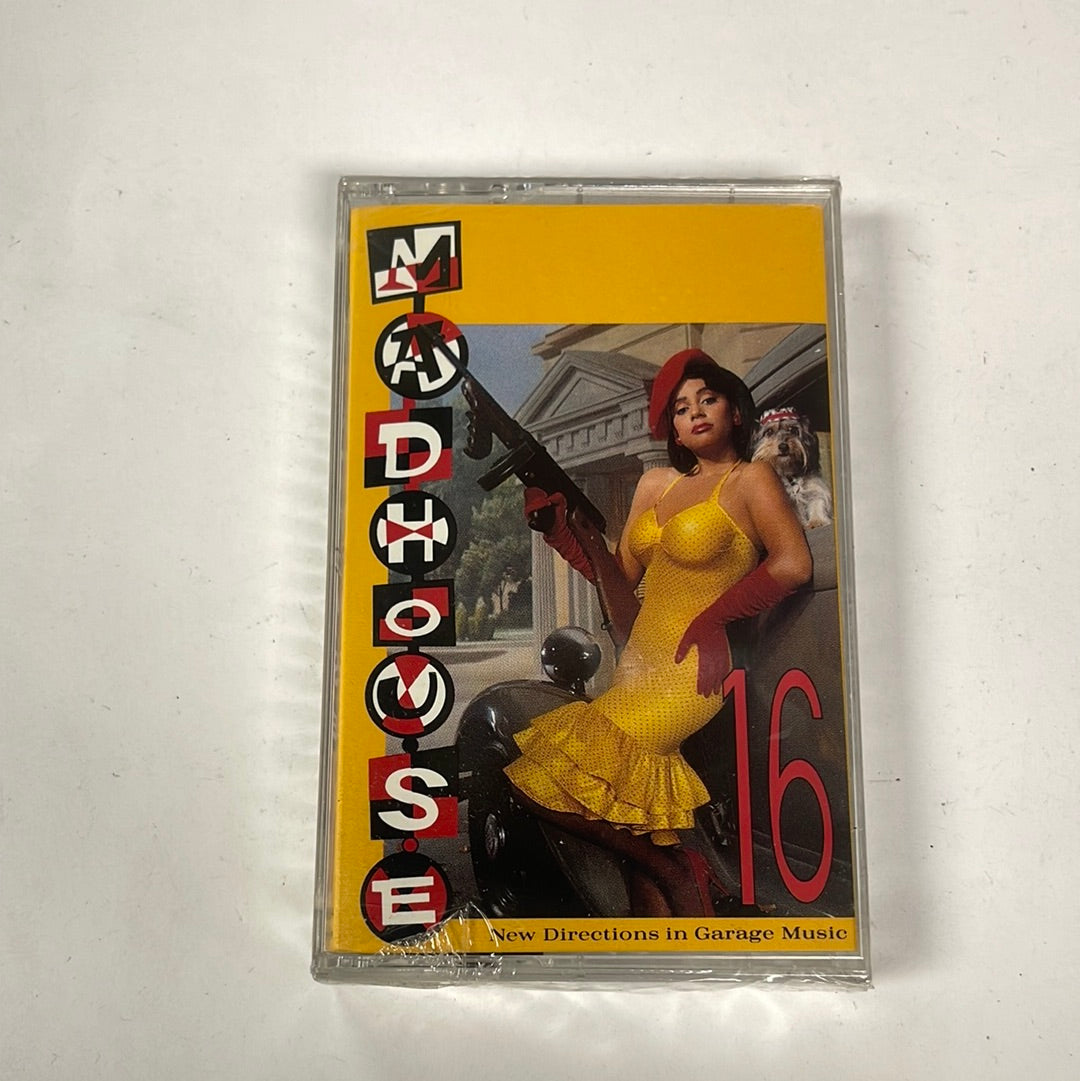 MADHOUSE
16
New Directions in Garage Music